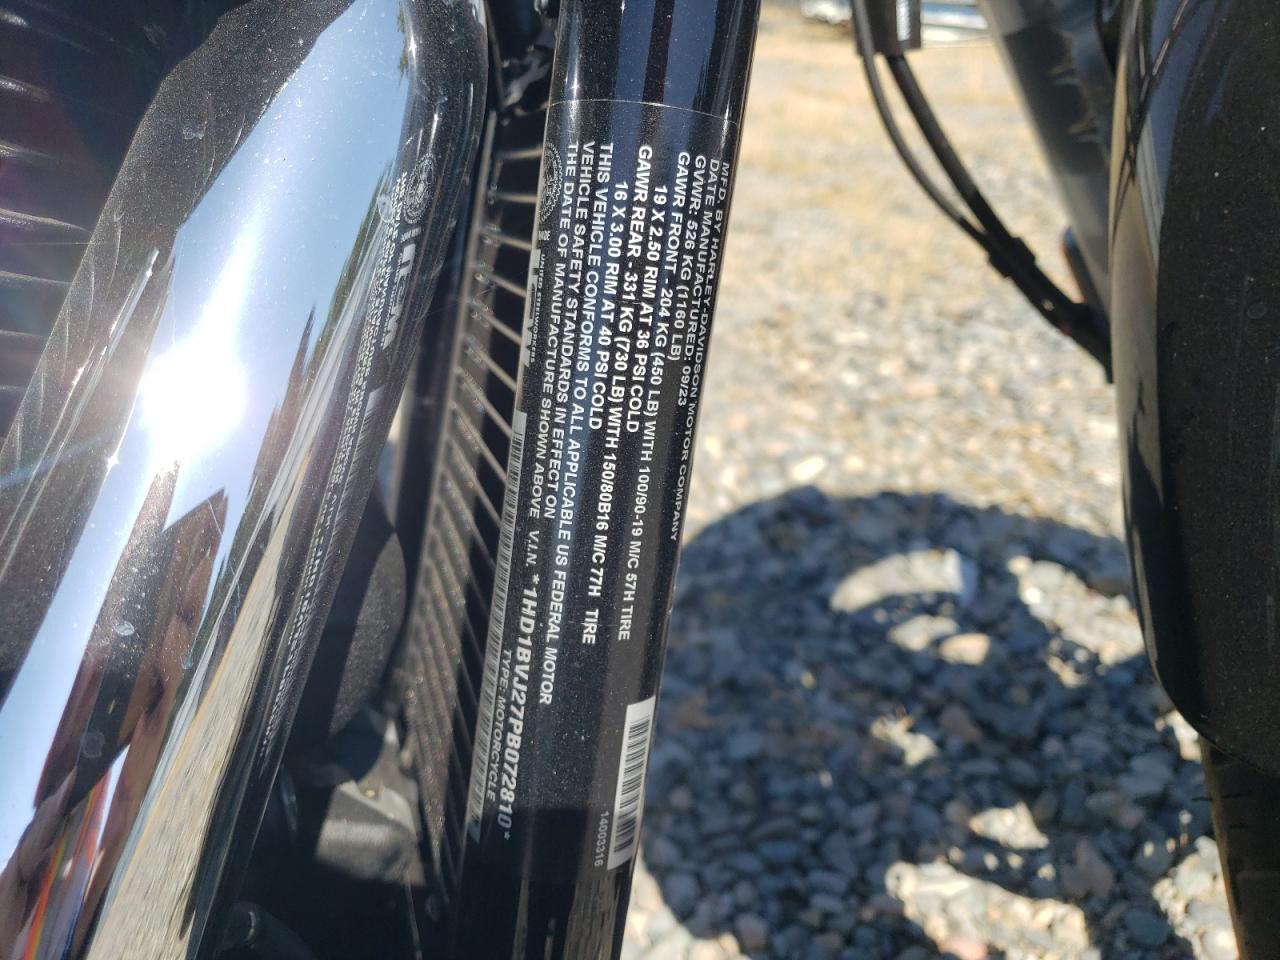 MFD. BY HARLEY-DAVIDSON MOTOR COMPANY
DATE MANUFACTURED: 09/23
GVWR: 526 KG (1160 LB)
GAWR FRONT - 204 KG (450 LB) WITH 100/90-19 M/C 57H TIRE
19 X 2.50 RIM AT 36 PSI COLD
GAWR REAR - 331 KG (730 LB) WITH 150/80B16 M/C 77H TIRE
16 X 3.00 RIM AT 40 PSI COLD
THIS VEHICLE CONFORMS TO ALL APPLICABLE US FEDERAL MOTOR
VEHICLE SAFETY STANDARDS IN EFFECT ON
THE DATE OF MANUFACTURE SHOWN ABOVE V.I.N. *1HD1BVJ27PB072810*
TYPE: MOTORCYCLE
UNITED STEELWORKERS
14003316